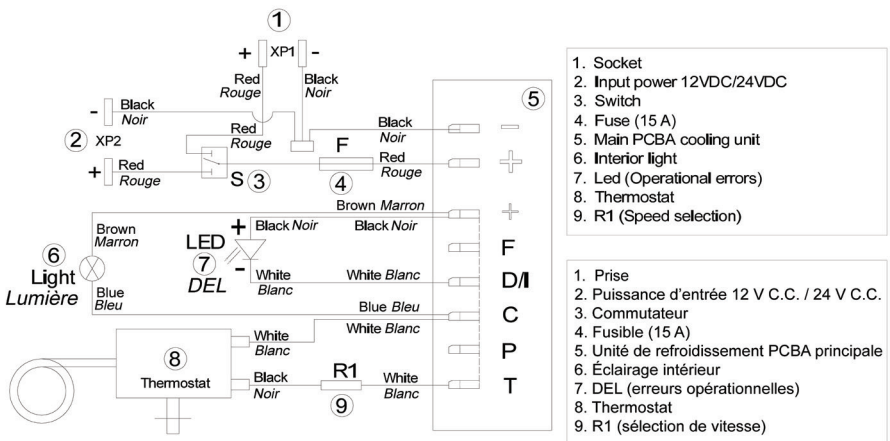 1
+ XP1 -
Red
Rouge
Black
Noir
- Black
Noir
2 XP2
Red
Rouge
+ Red
Rouge
S 3
F
4
Black
Noir
Red
Rouge
5
-
+
+
F
D/I
C
P
T
Brown Marron
Brown
Marron
6
Light
Lumière
Blue
Bleu
+
LED
7
- DEL
Black Noir
Black Noir
White
Blanc
White Blanc
Blue Bleu
White Blanc
White
Blanc
8
Thermostat
Black
Noir
R1
9
White
Blanc
1. Socket
2. Input power 12VDC/24VDC
3. Switch
4. Fuse (15 A)
5. Main PCBA cooling unit
6. Interior light
7. Led (Operational errors)
8. Thermostat
9. R1 (Speed selection)
1. Prise
2. Puissance d'entrée 12 V C.C. / 24 V C.C.
3. Commutateur
4. Fusible (15 A)
5. Unité de refroidissement PCBA principale
6. Éclairage intérieur
7. DEL (erreurs opérationnelles)
8. Thermostat
9. R1 (sélection de vitesse)